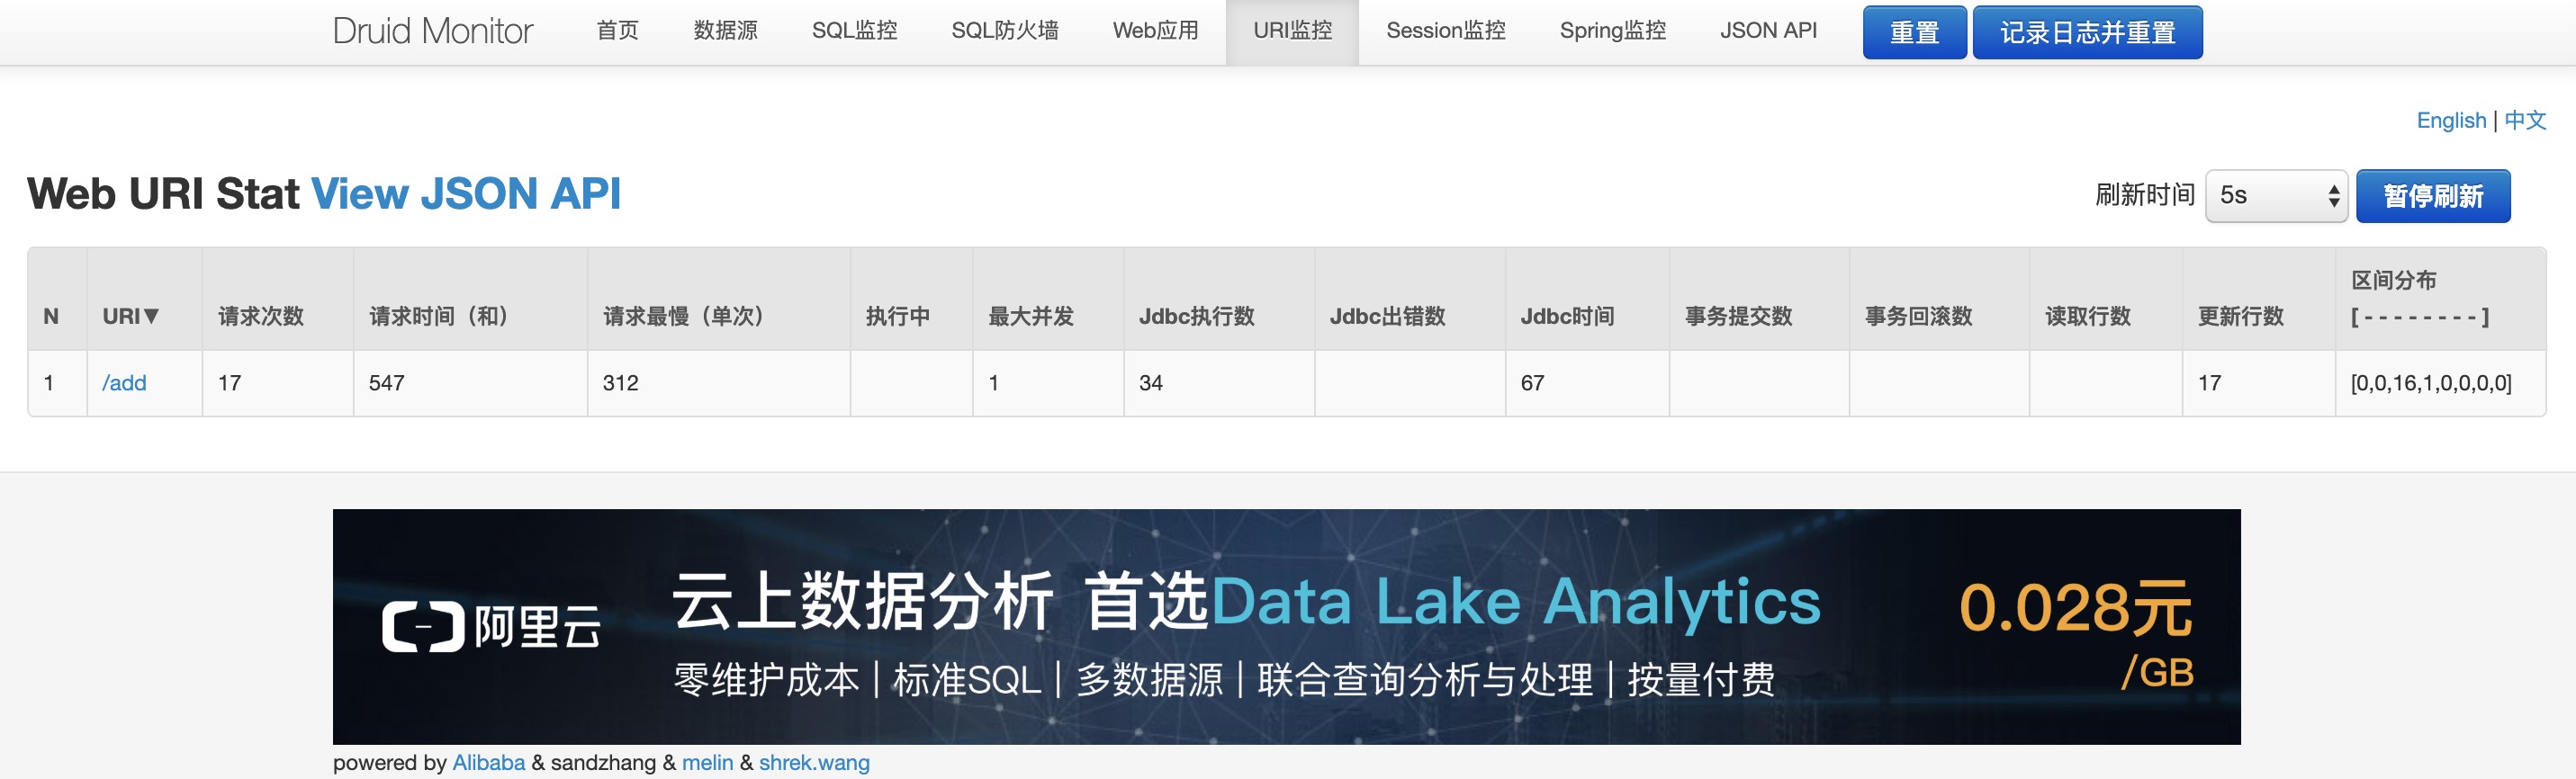 Druid Monitor 首页 数据源 SQL监控 SQL防火墙 Web应用 URI监控 Session监控 Spring监控 JSON API 重置 记录日志并重置
English | 中文
Web URI Stat View JSON API 刷新时间 5s 暂停刷新
N URI▼ 请求次数 请求时间（和） 请求最慢（单次） 执行中 最大并发 Jdbc执行数 Jdbc出错数 Jdbc时间 事务提交数 事务回滚数 读取行数 更新行数 区间分布
[ - - - - - - - - ]
1 /add 17 547 312 1 34 67 17 [0,0,16,1,0,0,0,0]
阿里云 云上数据分析 首选Data Lake Analytics 0.028元
零维护成本 | 标准SQL | 多数据源 | 联合查询分析与处理 | 按量付费 /GB
powered by Alibaba & sandzhang & melin & shrek.wang